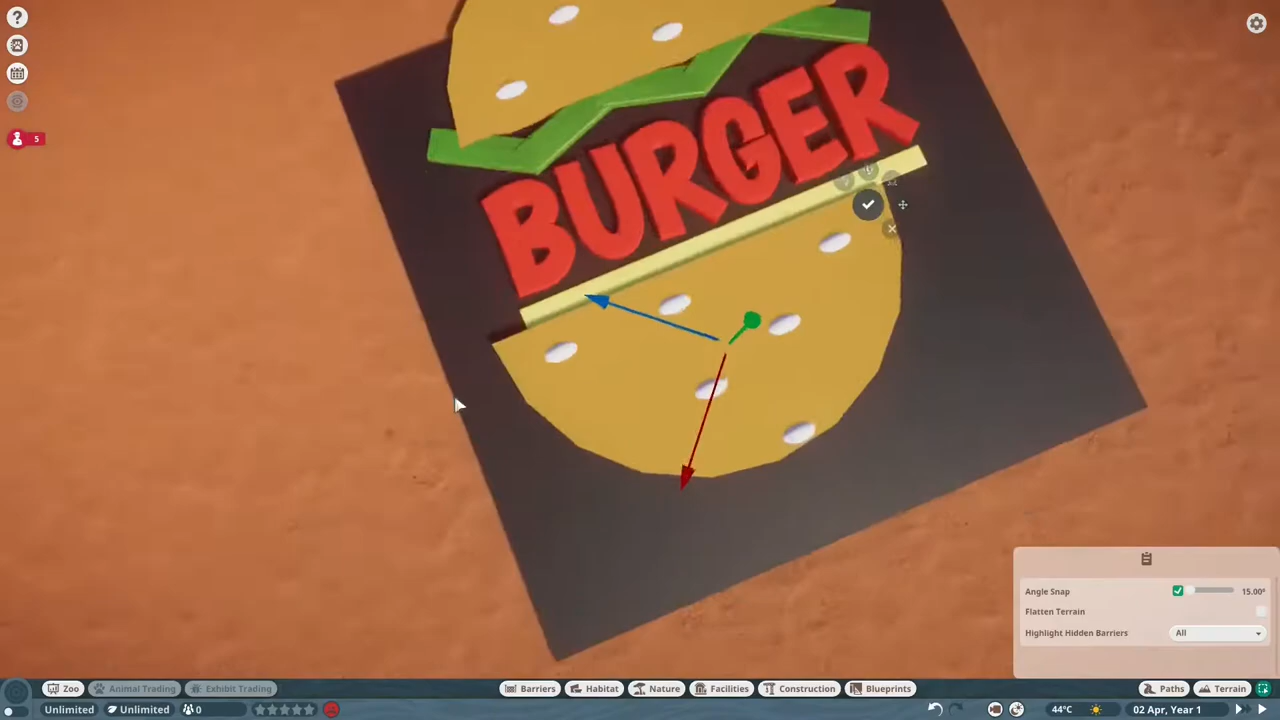 ?
5
BURGER
Angle Snap 15.00°
Flatten Terrain
Highlight Hidden Barriers All
Zoo Animal Trading Exhibit Trading Barriers Habitat Nature Facilities Construction Blueprints Paths Terrain
Unlimited Unlimited 0 44°C 02 Apr, Year 1